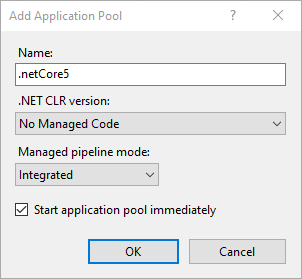 Add Application Pool
?
Name:
.netCore5
.NET CLR version:
No Managed Code
Managed pipeline mode:
Integrated
Start application pool immediately
OK
Cancel